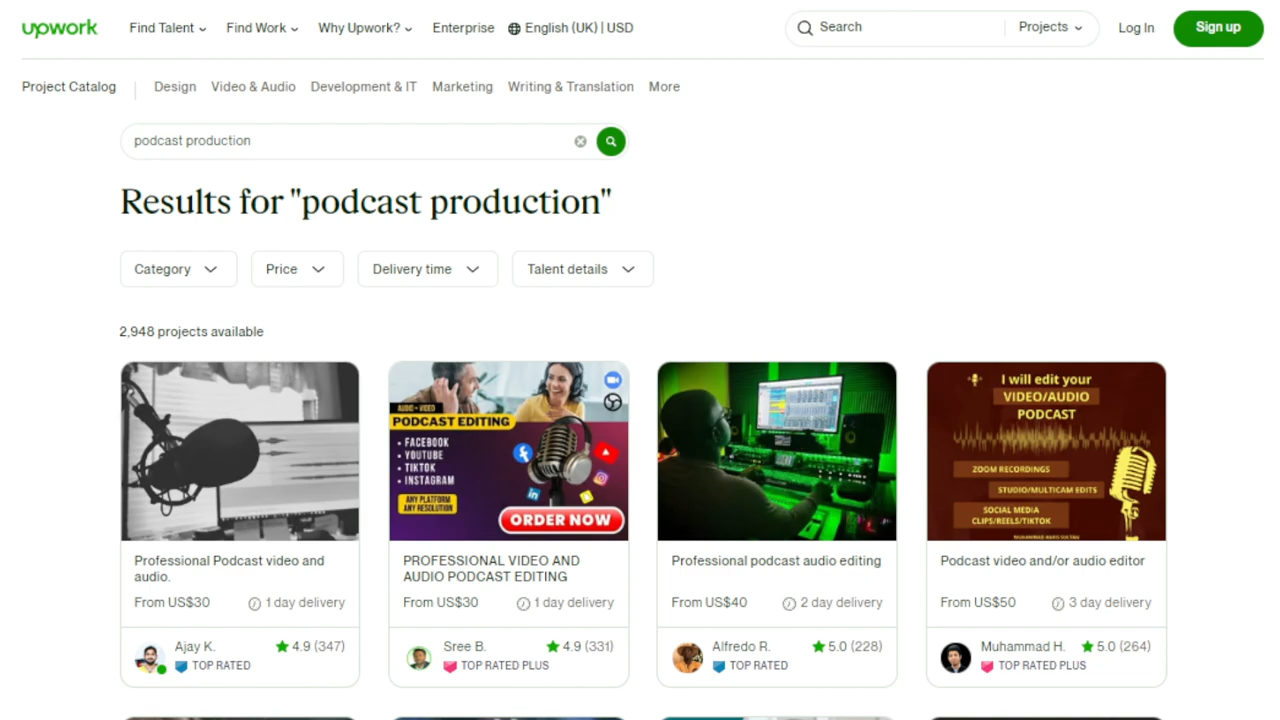 upwork
Find Talent
Find Work
Why Upwork?
Enterprise
English (UK) | USD
Search
Projects
Log In
Sign up
Project Catalog
Design
Video & Audio
Development & IT
Marketing
Writing & Translation
More
podcast production
Results for "podcast production"
Category
Price
Delivery time
Talent details
2,948 projects available
AUDIO + VIDEO
PODCAST EDITING
• FACEBOOK
• YOUTUBE
• TIKTOK
• INSTAGRAM
ANY PLATFORM
ANY RESOLUTION
ORDER NOW
I will edit your
VIDEO/AUDIO
PODCAST
ZOOM RECORDINGS
STUDIO/MULTICAM EDITS
SOCIAL MEDIA
CLIPS/REELS/TIKTOK
Professional Podcast video and
audio.
From US$30
1 day delivery
Ajay K.
4.9 (347)
TOP RATED
PROFESSIONAL VIDEO AND
AUDIO PODCAST EDITING
From US$30
1 day delivery
Sree B.
4.9 (331)
TOP RATED PLUS
Professional podcast audio editing
From US$40
2 day delivery
Alfredo R.
5.0 (228)
TOP RATED
Podcast video and/or audio editor
From US$50
3 day delivery
Muhammad H.
5.0 (264)
TOP RATED PLUS